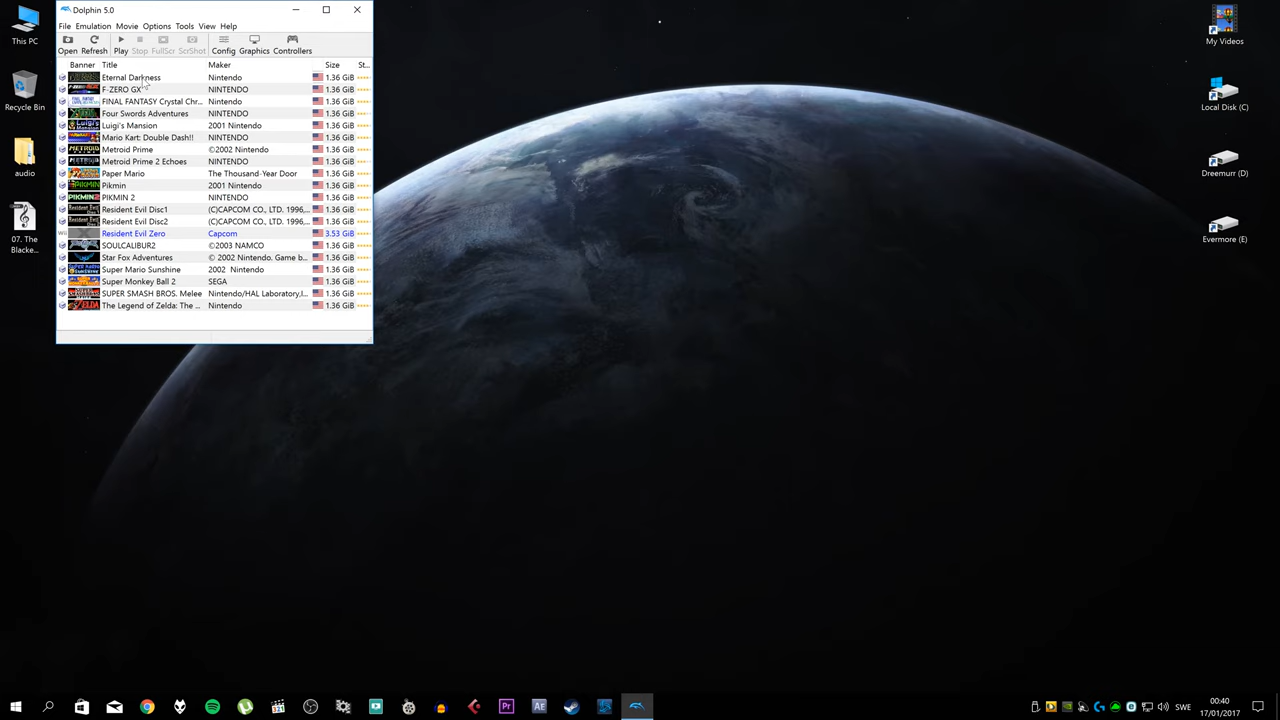 This PC
Recycle Bin
audio
07. The
Blacke...
Dolphin 5.0
File Emulation Movie Options Tools View Help
Open Refresh Play Stop FullScr ScrShot Config Graphics Controllers
Banner Title Maker Size St...
Eternal Darkness Nintendo 1.36 GiB
F-ZERO GX NINTENDO 1.36 GiB
FINAL FANTASY Crystal Chr... Nintendo 1.36 GiB
Four Swords Adventures NINTENDO 1.36 GiB
Luigi's Mansion 2001 Nintendo 1.36 GiB
Mario Kart: Double Dash!! NINTENDO 1.36 GiB
Metroid Prime ©2002 Nintendo 1.36 GiB
Metroid Prime 2 Echoes NINTENDO 1.36 GiB
Paper Mario The Thousand-Year Door 1.36 GiB
Pikmin 2001 Nintendo 1.36 GiB
PIKMIN 2 NINTENDO 1.36 GiB
Resident Evil Disc1 (C)CAPCOM CO., LTD. 1996,... 1.36 GiB
Resident Evil Disc2 (C)CAPCOM CO., LTD. 1996,... 1.36 GiB
Wii Resident Evil Zero Capcom 3.53 GiB
SOULCALIBUR2 ©2003 NAMCO 1.36 GiB
Star Fox Adventures © 2002 Nintendo. Game b... 1.36 GiB
Super Mario Sunshine 2002 Nintendo 1.36 GiB
Super Monkey Ball 2 SEGA 1.36 GiB
SUPER SMASH BROS. Melee Nintendo/HAL Laboratory,I... 1.36 GiB
The Legend of Zelda: The ... Nintendo 1.36 GiB
My Videos
Local Disk (C)
Dreemurr (D)
Evermore (E)
Pr
Ae
SWE
00:40
17/01/2017